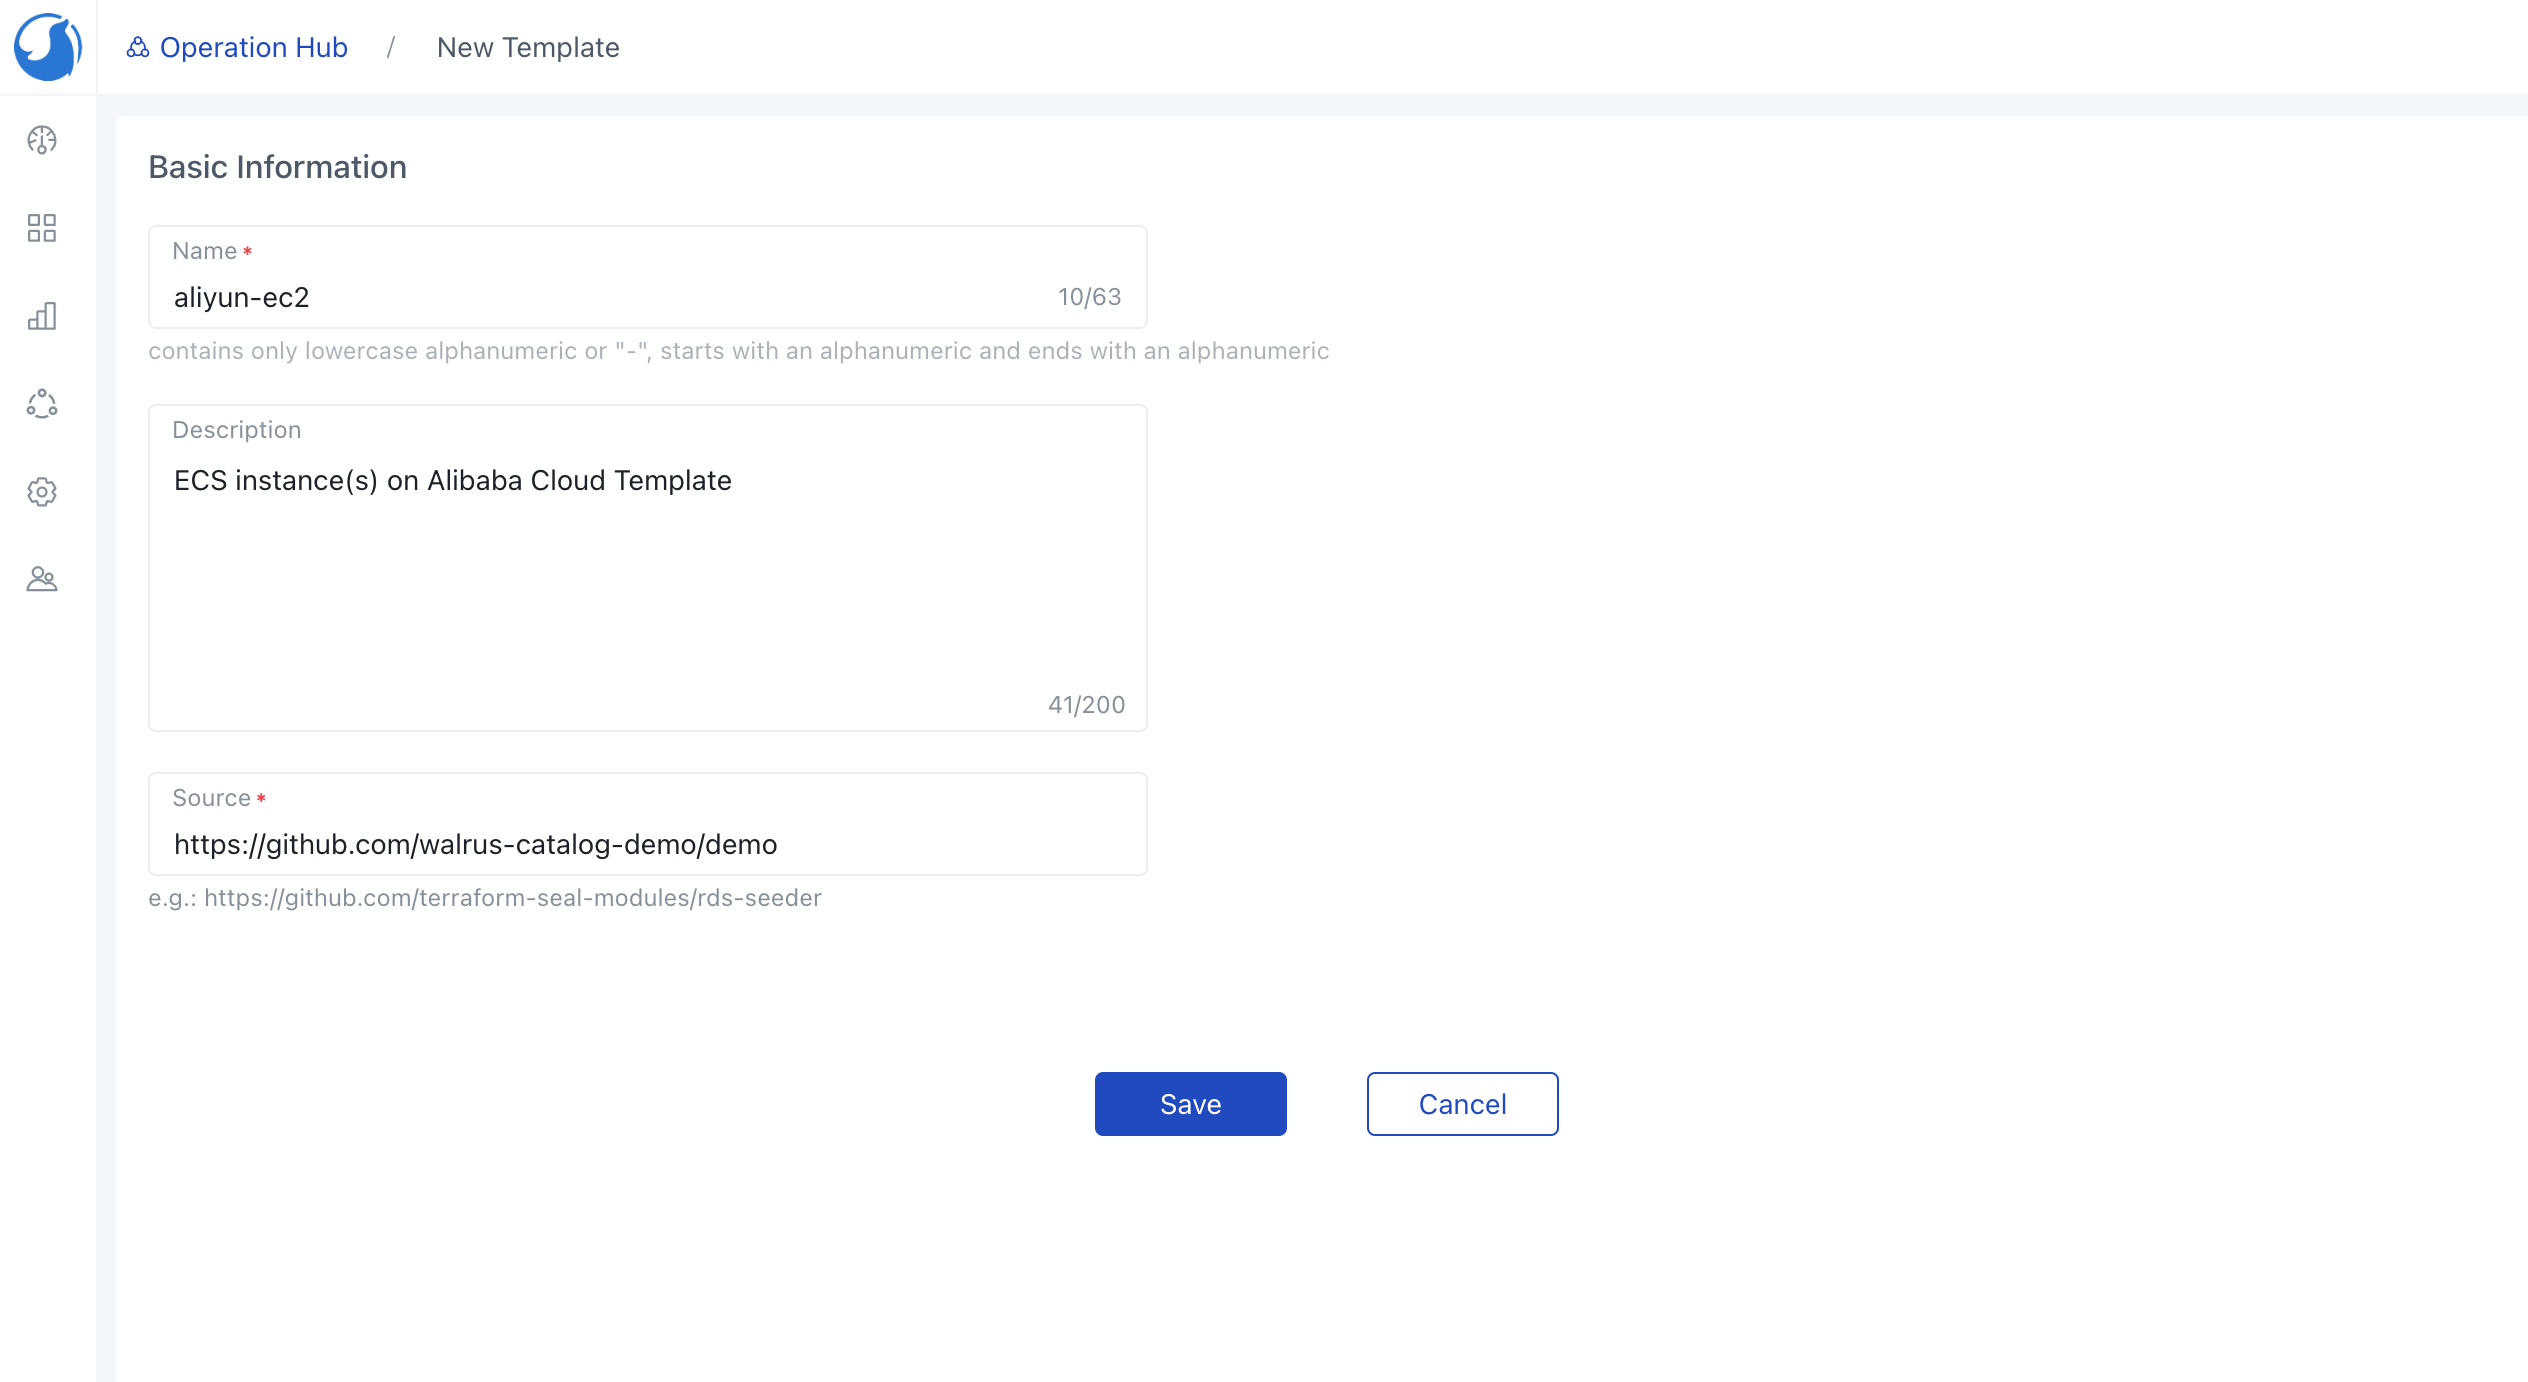 Operation Hub / New Template
Basic Information
Name *
aliyun-ec2 10/63
contains only lowercase alphanumeric or "-", starts with an alphanumeric and ends with an alphanumeric
Description
ECS instance(s) on Alibaba Cloud Template
41/200
Source *
https://github.com/walrus-catalog-demo/demo
e.g.: https://github.com/terraform-seal-modules/rds-seeder
Save Cancel